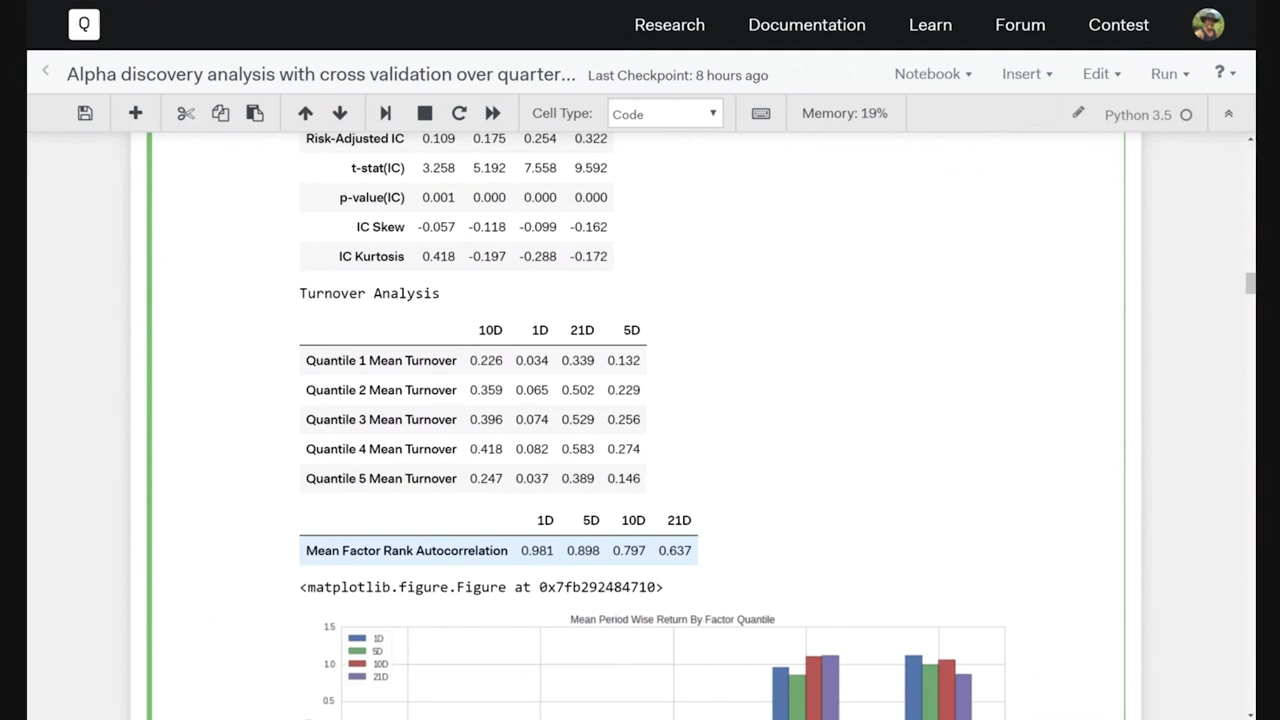 Q Research Documentation Learn Forum Contest
Alpha discovery analysis with cross validation over quarter... Last Checkpoint: 8 hours ago Notebook Insert Edit Run ?
Cell Type: Code Memory: 19% Python 3.5
Risk-Adjusted IC 0.109 0.175 0.254 0.322
t-stat(IC) 3.258 5.192 7.558 9.592
p-value(IC) 0.001 0.000 0.000 0.000
IC Skew -0.057 -0.118 -0.099 -0.162
IC Kurtosis 0.418 -0.197 -0.288 -0.172
Turnover Analysis
10D 1D 21D 5D
Quantile 1 Mean Turnover 0.226 0.034 0.339 0.132
Quantile 2 Mean Turnover 0.359 0.065 0.502 0.229
Quantile 3 Mean Turnover 0.396 0.074 0.529 0.256
Quantile 4 Mean Turnover 0.418 0.082 0.583 0.274
Quantile 5 Mean Turnover 0.247 0.037 0.389 0.146
1D 5D 10D 21D
Mean Factor Rank Autocorrelation 0.981 0.898 0.797 0.637
<matplotlib.figure.Figure at 0x7fb292484710>
Mean Period Wise Return By Factor Quantile
1.5
1D
5D
1.0 10D
21D
0.5